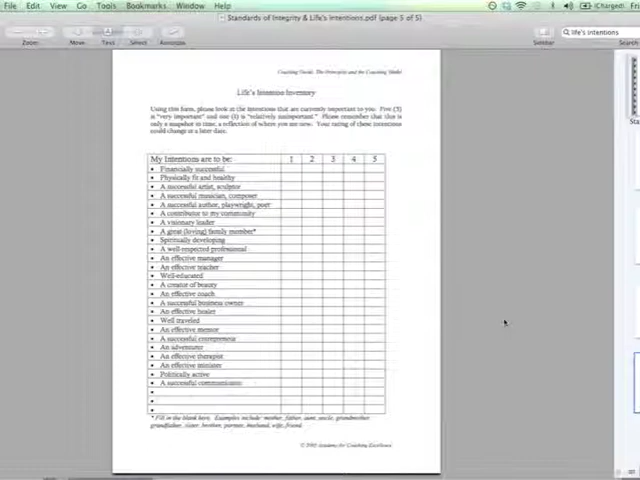 File Edit View Go Tools Bookmarks Window Help
(Charged)
Standards of Integrity & Life's Intentions.pdf (page 5 of 5)
Zoom Move Text Select Annotate Sidebar Search
life's intentions
Coaching Guide: The Principles and the Coaching Model
Life's Intention Inventory
Using this form, please look at the intentions that are currently important to you. Five (5)
is "very important" and one (1) is "relatively unimportant." Please remember that this is
only a snapshot in time, a reflection of where you are now. Your rating of these intentions
could change at a later date.
My Intentions are to be: 1 2 3 4 5
• Financially successful
• Physically fit and healthy
• A successful artist, sculptor
• A successful musician, composer
• A successful author, playwright, poet
• A contributor to my community
• A visionary leader
• A great (loving) family member*
• Spiritually developing
• A well-respected professional
• An effective manager
• An effective teacher
• Well-educated
• A creator of beauty
• An effective coach
• A successful business owner
• An effective healer
• Well traveled
• An effective mentor
• A successful entrepreneur
• An adventurer
• An effective therapist
• An effective minister
• Politically active
• A successful communicator
•
•
•
* Fill in the blank here. Examples include: mother, father, aunt, uncle, grandmother
grandfather, sister, brother, partner, husband, wife, friend
© 2005 Academy for Coaching Excellence